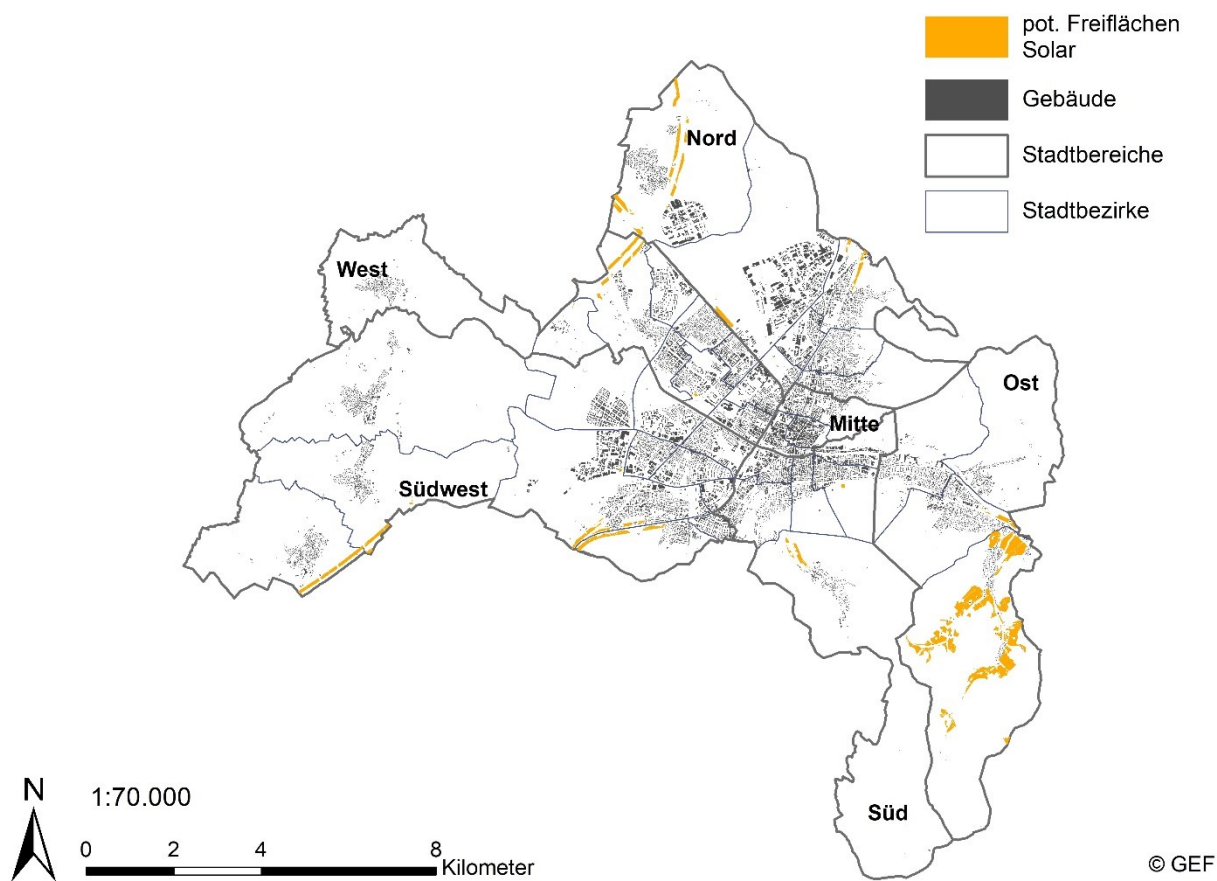 pot. Freiflächen
Solar
Gebäude
Stadtbereiche
Stadtbezirke
Nord
West
Ost
Mitte
Südwest
Süd
N
1:70.000
0 2 4 8
Kilometer
© GEF